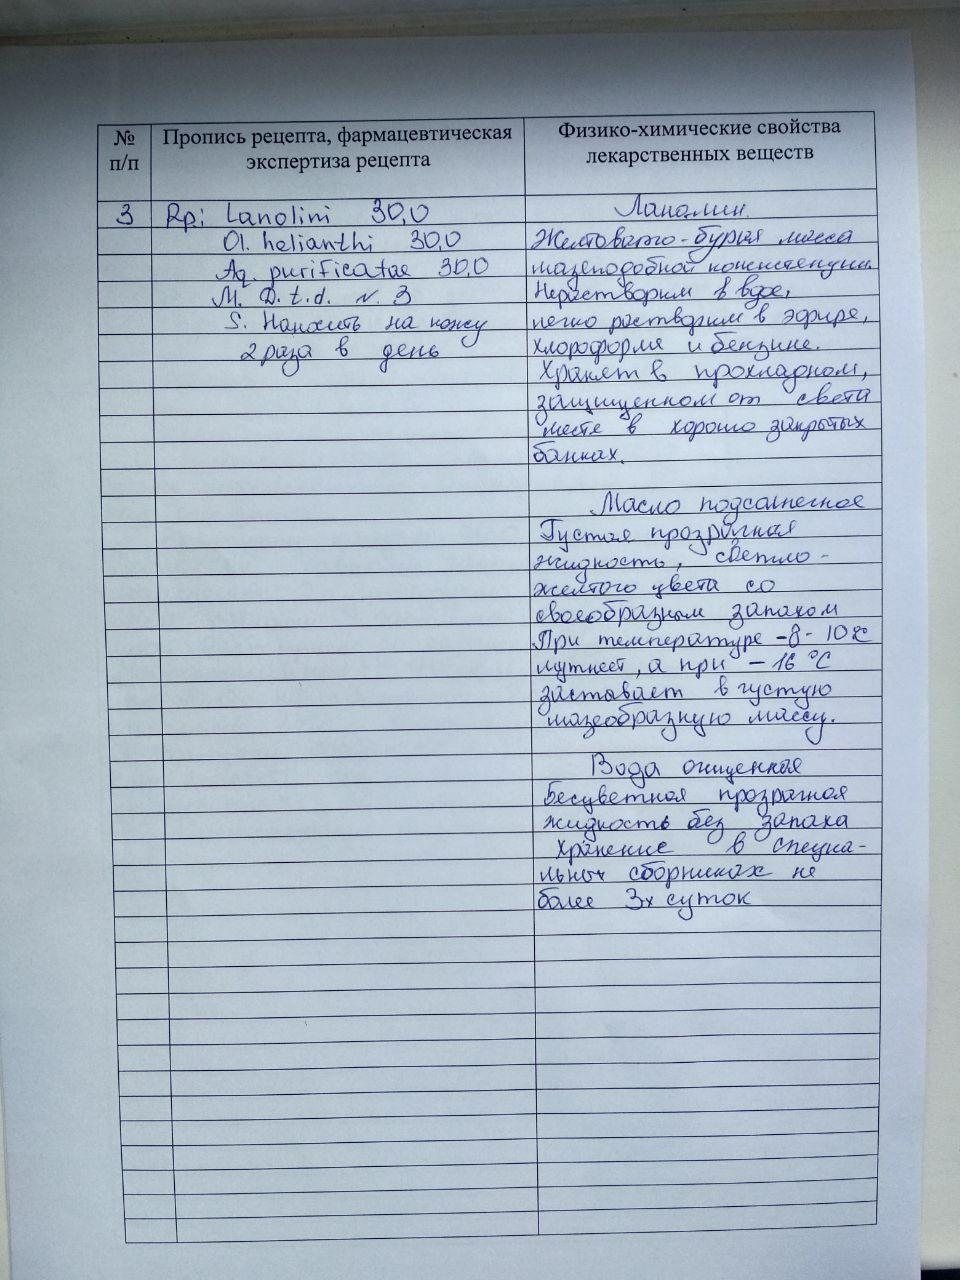 № п/п
Пропись рецепта, фармацевтическая
экспертиза рецепта
Физико-химические свойства
лекарственных веществ
3
Rp: Lanolini 30,0
Ol. helianthi 30,0
Aq. purificatae 30,0
M. D. t. d. N. 3
S. Наносить на кожу
2 раза в день
Ланолин.
Желтовато-бурая масса
мазеподобной консистенции.
Нерастворим в воде,
легко растворим в эфире,
хлороформе и бензине.
Хранят в прохладном,
защищенном от света
месте в хорошо закрытых
банках.
Масло подсолнечное
Густая прозрачная
жидкость, светло-
желтого цвета со
своеобразным запахом
При температуре -8 - 10°C
мутнеет, а при - 16 °C
застывает в густую
мазеобразную массу.
Вода очищенная
Бесцветная прозрачная
жидкость без запаха
Хранение в специа-
льных сборниках не
более 3х суток